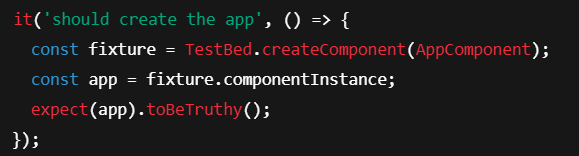 it('should create the app', () => {
  const fixture = TestBed.createComponent(AppComponent);
  const app = fixture.componentInstance;
  expect(app).toBeTruthy();
});